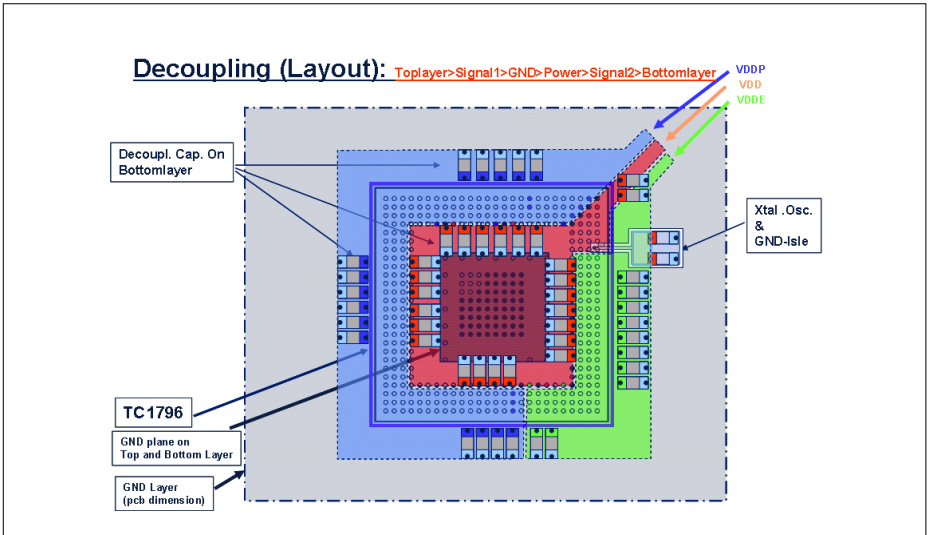 Decoupling (Layout): Toplayer>Signal1>GND>Power>Signal2>Bottomlayer
VDDP
VDD
VDDE
Decoupl. Cap. On
Bottomlayer
Xtal .Osc.
&
GND-Isle
TC1796
GND plane on
Top and Bottom Layer
GND Layer
(pcb dimension)